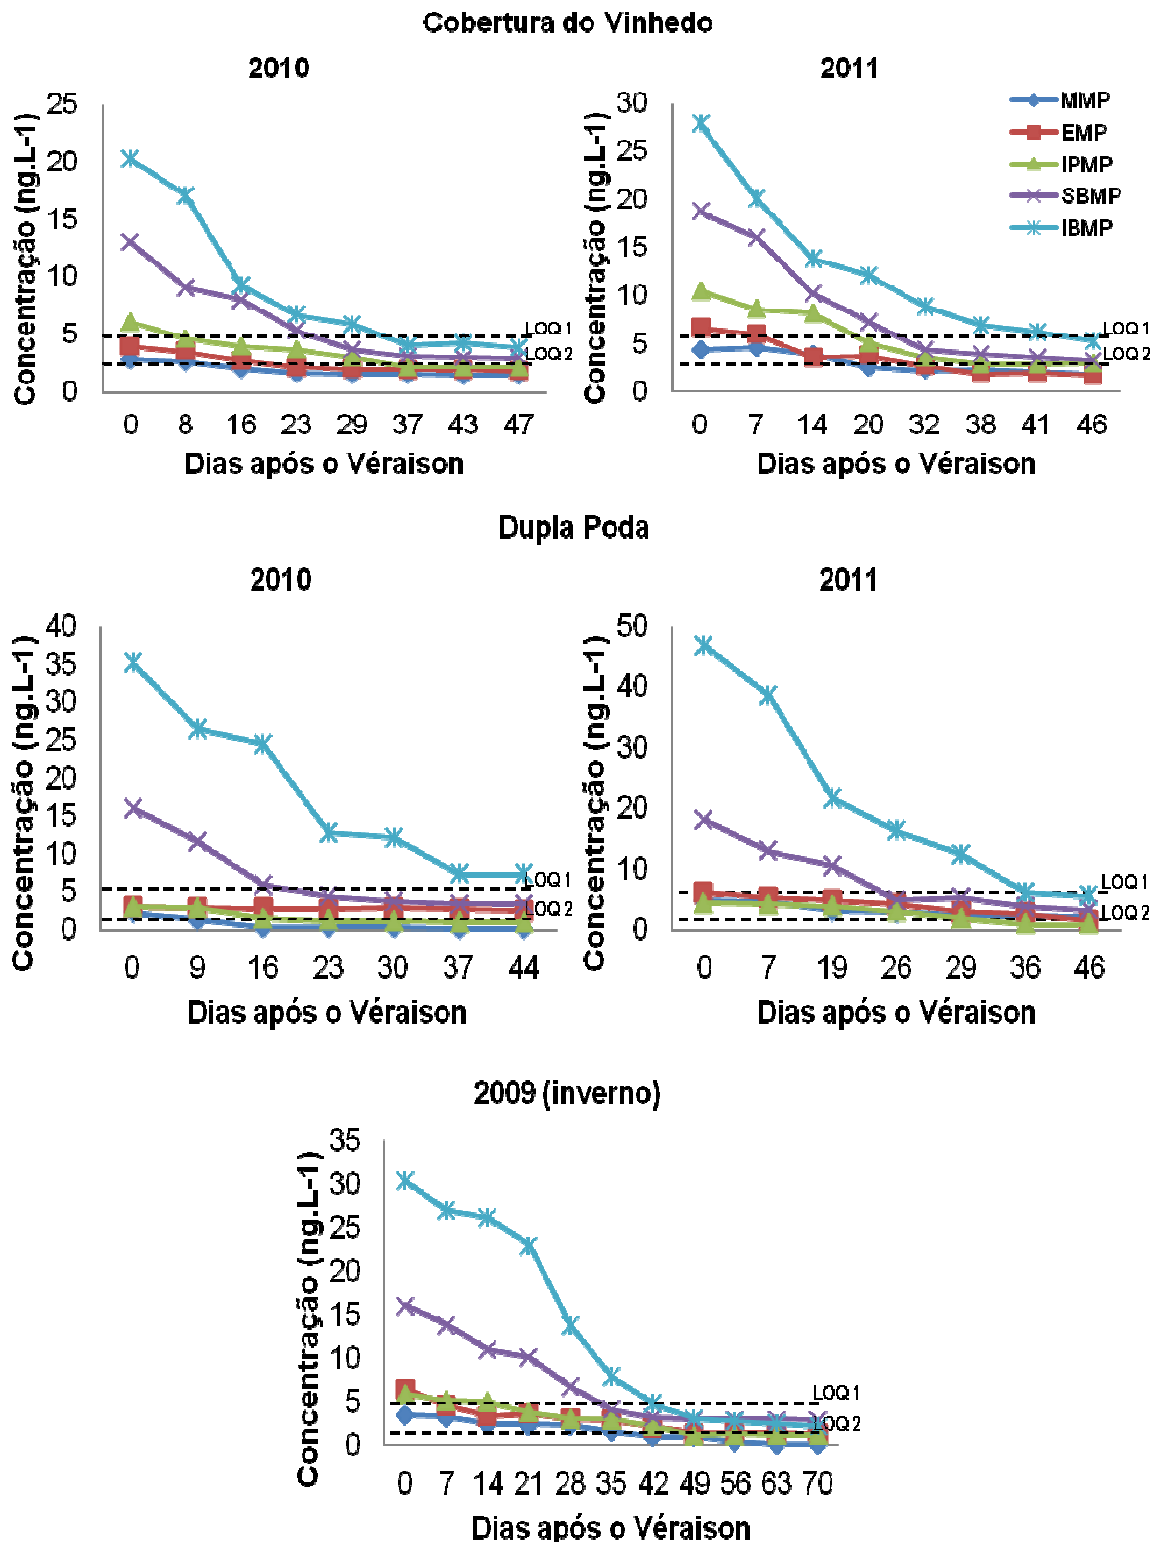 Cobertura do Vinhedo
2010
Concentração (ng.L-1)
25
20
15
10
5
0
LOQ 1
LOQ 2
0 8 16 23 29 37 43 47
Dias após o Véraison
2011
Concentração (ng.L-1)
30
25
20
15
10
5
0
MMP
EMP
IPMP
SBMP
IBMP
LOQ 1
LOQ 2
0 7 14 20 32 38 41 46
Dias após o Véraison
Dupla Poda
2010
Concentração (ng.L-1)
40
35
30
25
20
15
10
5
0
LOQ 1
LOQ 2
0 9 16 23 30 37 44
Dias após o Véraison
2011
Concentração (ng.L-1)
50
40
30
20
10
0
LOQ 1
LOQ 2
0 7 19 26 29 36 46
Dias após o Véraison
2009 (inverno)
Concentração (ng.L-1)
35
30
25
20
15
10
5
0
LOQ 1
LOQ 2
0 7 14 21 28 35 42 49 56 63 70
Dias após o Véraison